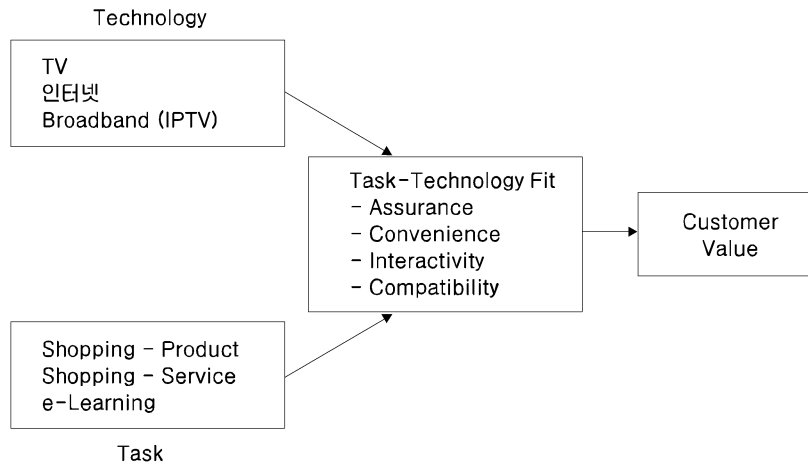 Technology
TV
인터넷
Broadband (IPTV)
Task-Technology Fit
- Assurance
- Convenience
- Interactivity
- Compatibility
Customer
Value
Shopping - Product
Shopping - Service
e-Learning
Task